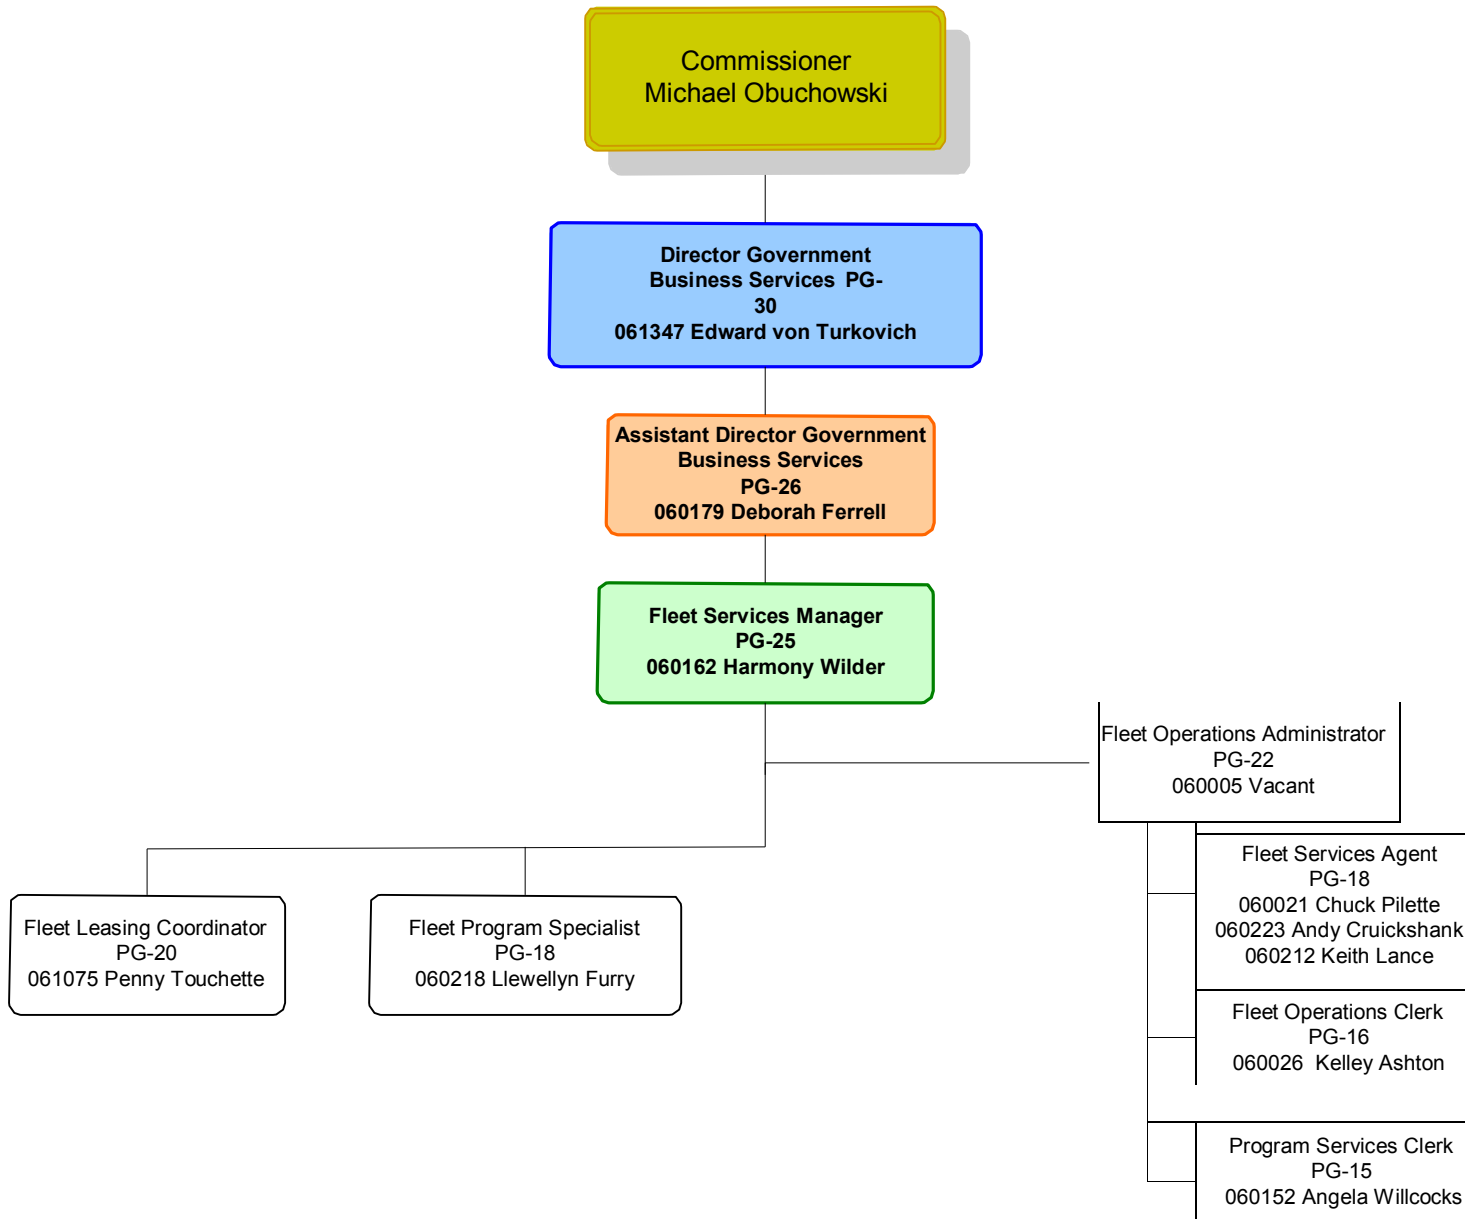 Commissioner
Michael Obuchowski
Director Government
Business Services PG-
30
061347 Edward von Turkovich
Assistant Director Government
Business Services
PG-26
060179 Deborah Ferrell
Fleet Services Manager
PG-25
060162 Harmony Wilder
Fleet Operations Administrator
PG-22
060005 Vacant
Fleet Leasing Coordinator
PG-20
061075 Penny Touchette
Fleet Program Specialist
PG-18
060218 Llewellyn Furry
Fleet Services Agent
PG-18
060021 Chuck Pilette
060223 Andy Cruickshank
060212 Keith Lance
Fleet Operations Clerk
PG-16
060026 Kelley Ashton
Program Services Clerk
PG-15
060152 Angela Willcocks